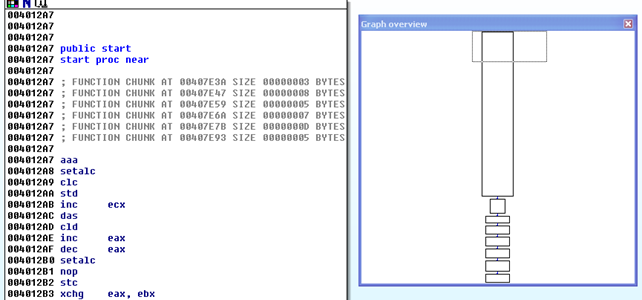 004012A7
004012A7
004012A7
004012A7 public start
004012A7 start proc near
004012A7
004012A7 ; FUNCTION CHUNK AT 00407E3A SIZE 00000003 BYTES
004012A7 ; FUNCTION CHUNK AT 00407E47 SIZE 00000008 BYTES
004012A7 ; FUNCTION CHUNK AT 00407E59 SIZE 00000005 BYTES
004012A7 ; FUNCTION CHUNK AT 00407E6A SIZE 00000007 BYTES
004012A7 ; FUNCTION CHUNK AT 00407E7B SIZE 0000000D BYTES
004012A7 ; FUNCTION CHUNK AT 00407E93 SIZE 00000005 BYTES
004012A7
004012A7 aaa
004012A8 setalc
004012A9 clc
004012AA std
004012AB inc ecx
004012AC das
004012AD cld
004012AE inc eax
004012AF dec eax
004012B0 setalc
004012B1 nop
004012B2 stc
004012B3 xchg eax, ebx
Graph overview